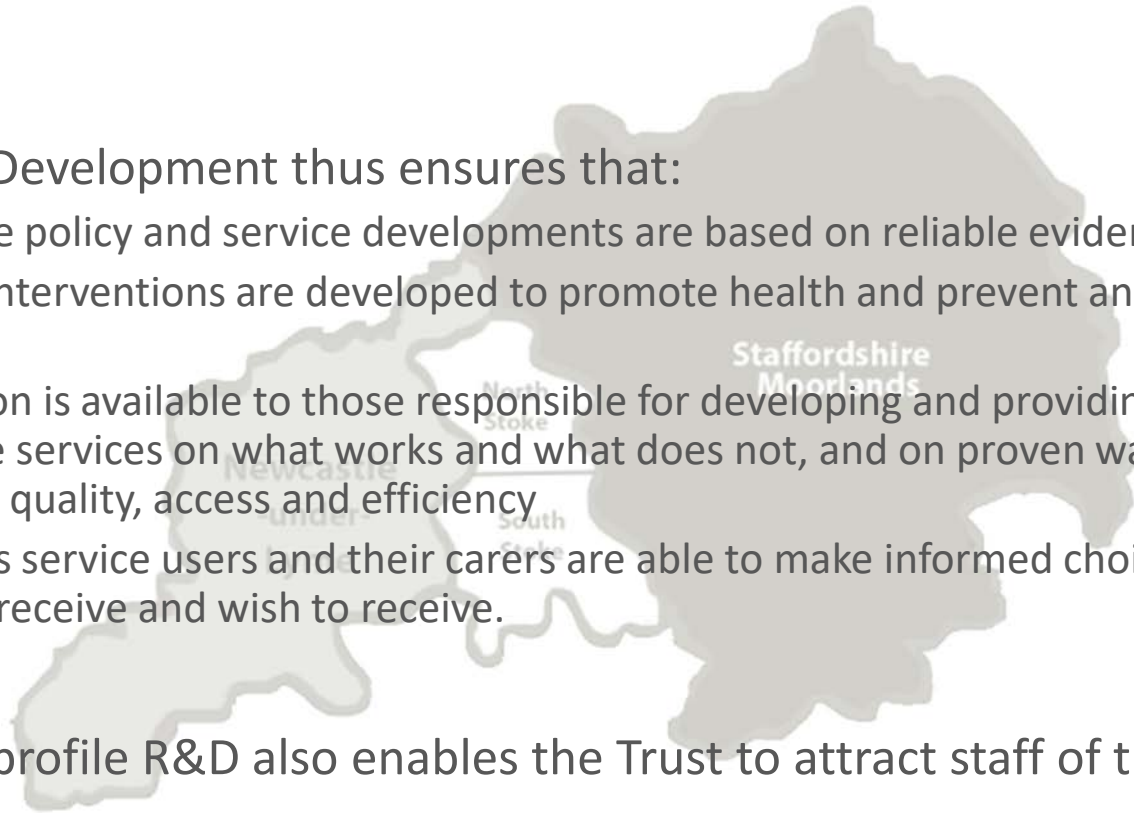 Development thus ensures that:
e policy and service developments are based on reliable eviden
nterventions are developed to promote health and prevent an
Staffordshire
Moorlands
on is available to those responsible for developing and providin
North
Stoke
e services on what works and what does not, and on proven wa
Newcastle
quality, access and efficiency
-under-
South
Stoke
s service users and their carers are able to make informed choi
Lyme
receive and wish to receive.
profile R&D also enables the Trust to attract staff of t